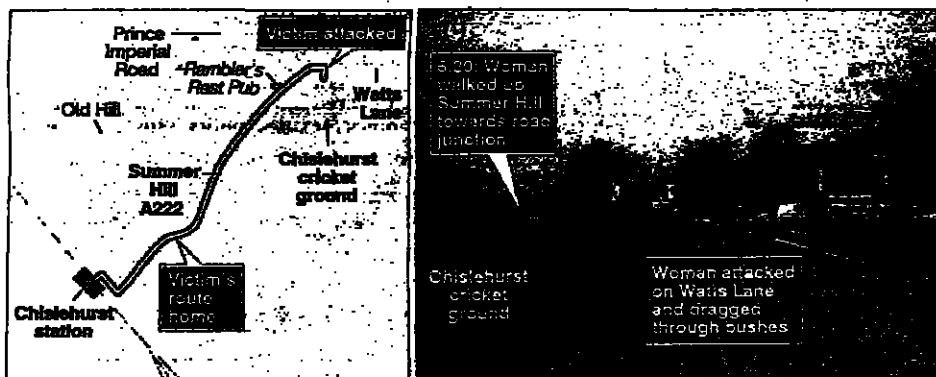 Prince
Imperial
Road
Victim attacked
Rambler's
Rest Pub
Watts
Lane
Old Hill
Chislehurst
cricket
ground
Summer
Hill
A222
Victim's
route
home
Chislehurst
station
5.30: Woman
walked up
Summer Hill
towards road
junction
Chislehurst
cricket
ground
Woman attacked
on Watts Lane
and dragged
through bushes